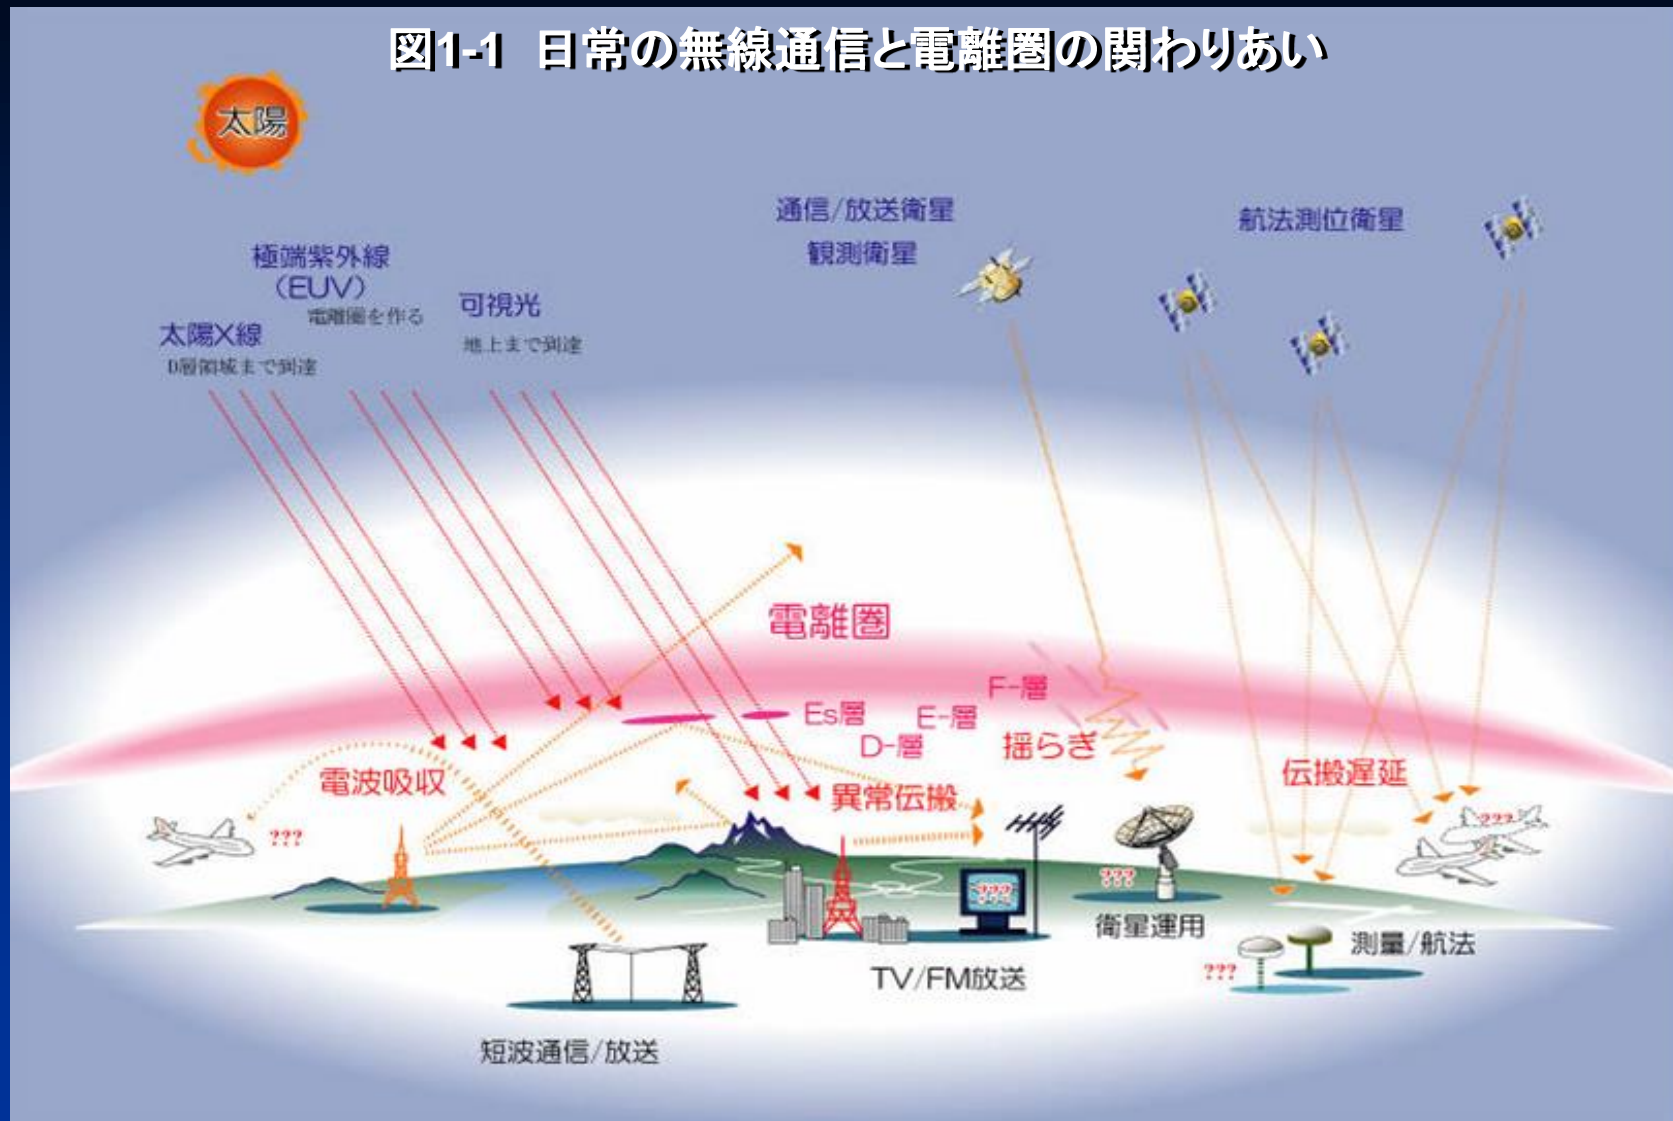 図1-1 日常の無線通信と電離圏の関わりあい
太陽
通信/放送衛星
観測衛星
航法測位衛星
極端紫外線
(EUV)
電離圏を作る
可視光
地上まで到達
太陽X線
D層領域まで到達
電離圏
F-層
Es層
E-層
D-層
揺らぎ
電波吸収
伝搬遅延
異常伝搬
???
???
???
???
衛星運用
測量/航法
???
TV/FM放送
短波通信/放送